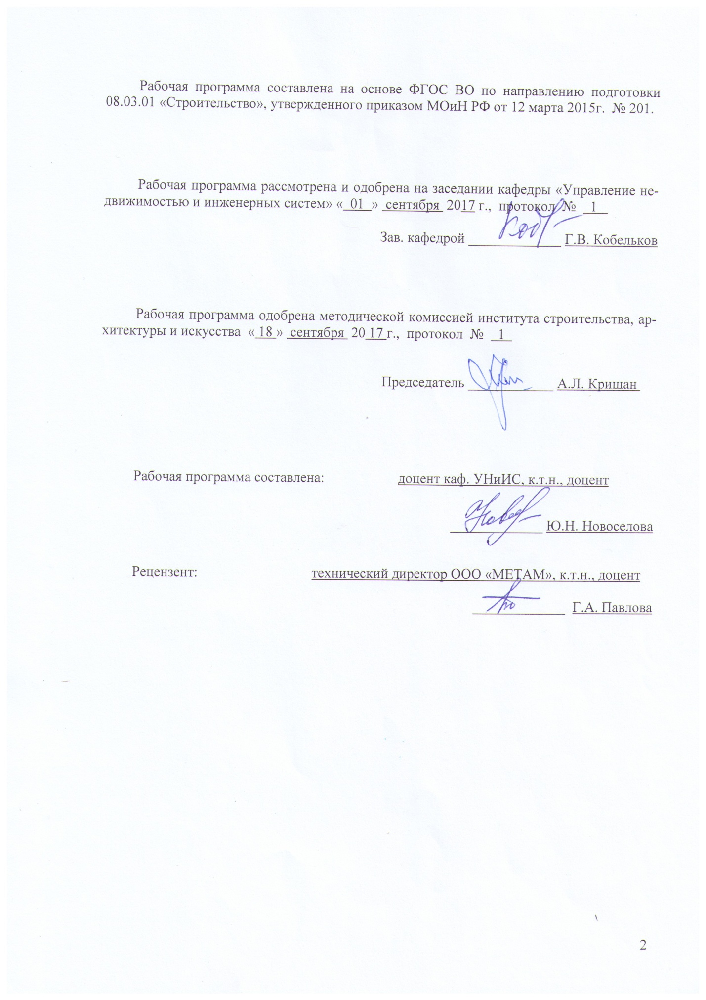 Рабочая программа составлена на основе ФГОС ВО по направлению подготовки
08.03.01 «Строительство», утвержденного приказом МОиН РФ от 12 марта 2015г. № 201.
Рабочая программа рассмотрена и одобрена на заседании кафедры «Управление не-
движимостью и инженерных систем» « 01 » сентября 2017 г., протокол № 1
Зав. кафедрой ____________ Г.В. Кобельков
Рабочая программа одобрена методической комиссией института строительства, ар-
хитектуры и искусства « 18 » сентября 20 17 г., протокол № 1
Председатель ____________ А.Л. Кришан
Рабочая программа составлена: доцент каф. УНиИС, к.т.н., доцент
____________ Ю.Н. Новоселова
Рецензент: технический директор ООО «МЕТАМ», к.т.н., доцент
____________ Г.А. Павлова
2